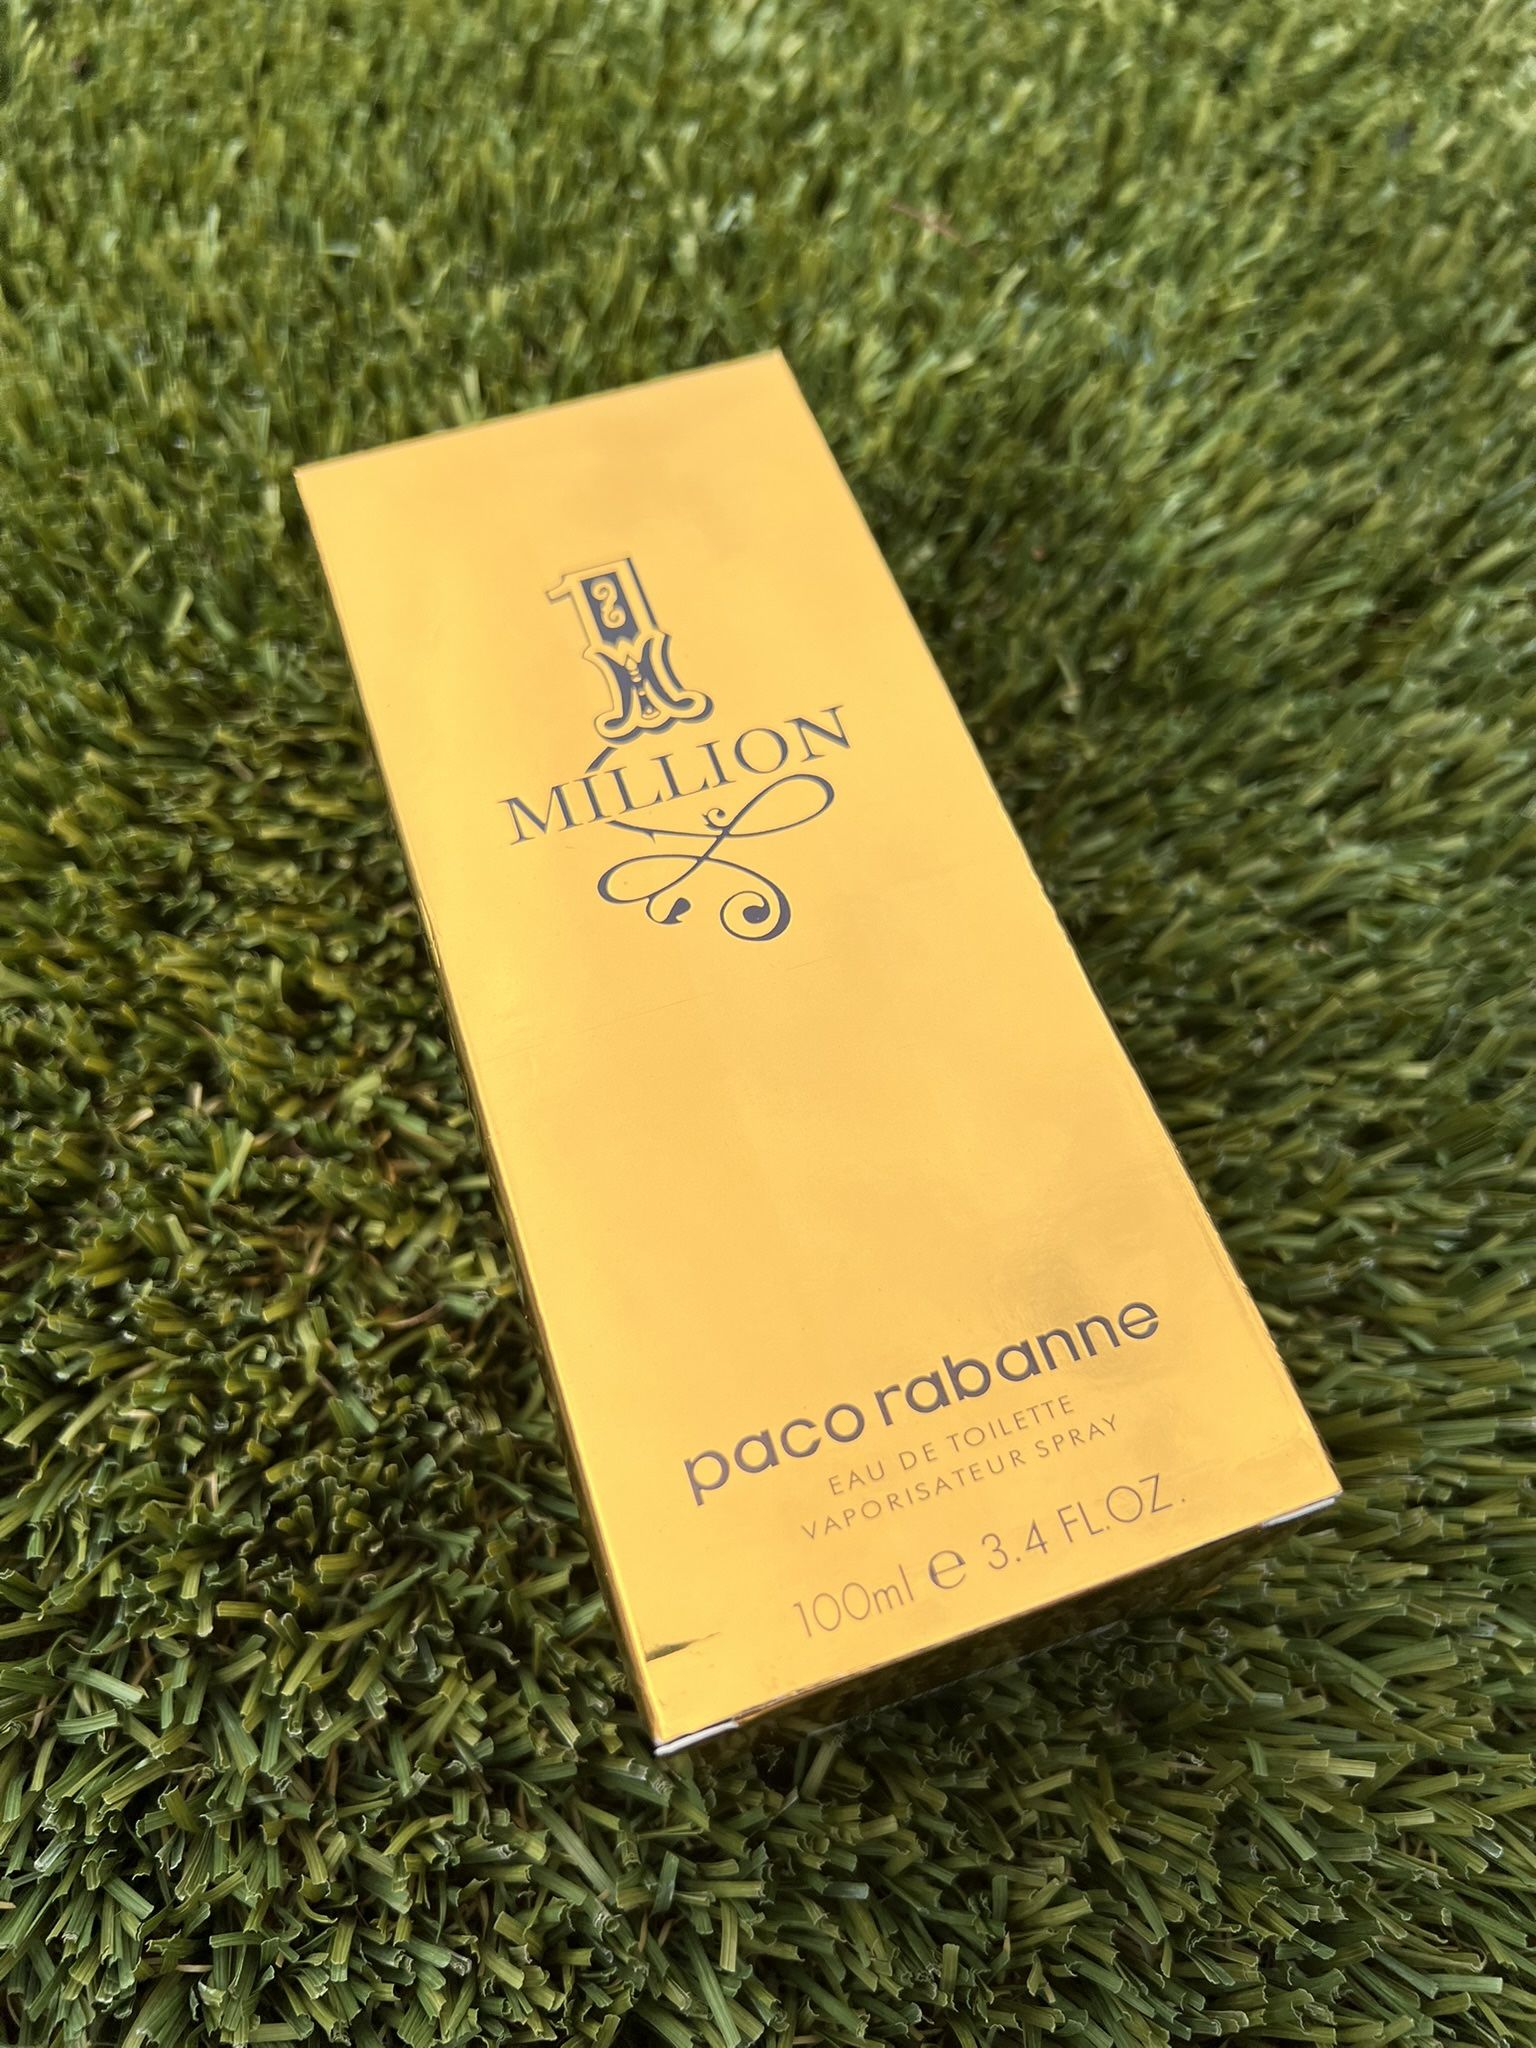 1
MILLION
paco rabanne
EAU DE TOILETTE
VAPORISATEUR SPRAY
100ml e 3.4 FL.OZ.